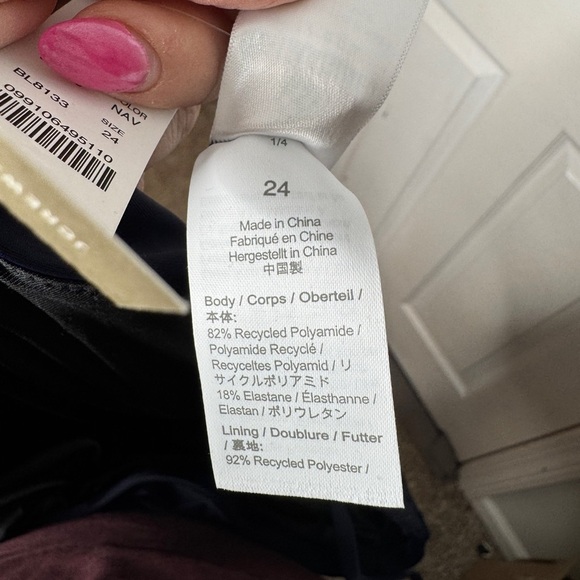 BL8133
COLOR
NAV
SIZE
24
099106495110
J.CREW
1/4
24
Made in China
Fabriqué en Chine
Hergestellt in China
中国製
Body / Corps / Oberteil /
本体:
82% Recycled Polyamide /
Polyamide Recyclé /
Recyceltes Polyamid / リ
サイクルポリアミド
18% Elastane / Élasthanne /
Elastan / ポリウレタン
Lining / Doublure / Futter
/ 裏地:
92% Recycled Polyester /